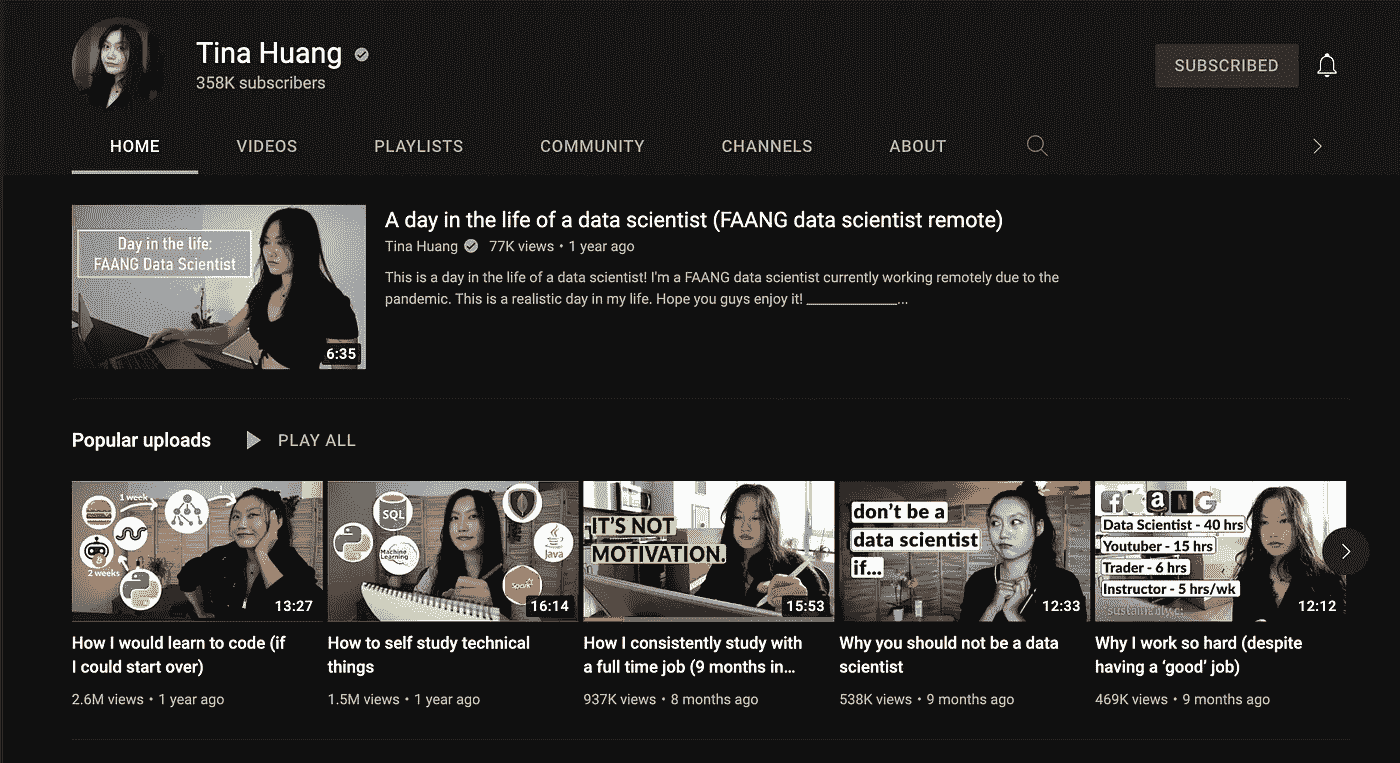 Tina Huang
358K subscribers
SUBSCRIBED
HOME
VIDEOS
PLAYLISTS
COMMUNITY
CHANNELS
ABOUT
Day in the life:
FAANG Data Scientist
6:35
A day in the life of a data scientist (FAANG data scientist remote)
Tina Huang 77K views • 1 year ago
This is a day in the life of a data scientist! I'm a FAANG data scientist currently working remotely due to the
pandemic. This is a realistic day in my life. Hope you guys enjoy it! ____________...
Popular uploads
PLAY ALL
1 week
2 weeks
13:27
How I would learn to code (if
I could start over)
2.6M views • 1 year ago
SQL
Machine
Learning
Java
Spark
16:14
How to self study technical
things
1.5M views • 1 year ago
IT'S NOT
MOTIVATION.
15:53
How I consistently study with
a full time job (9 months in...
937K views • 8 months ago
don't be a
data scientist
if...
12:33
Why you should not be a data
scientist
538K views • 9 months ago
f a N G
Data Scientist - 40 hrs
Youtuber - 15 hrs
Trader - 6 hrs
Instructor - 5 hrs/wk
12:12
Why I work so hard (despite
having a ‘good’ job)
469K views • 9 months ago